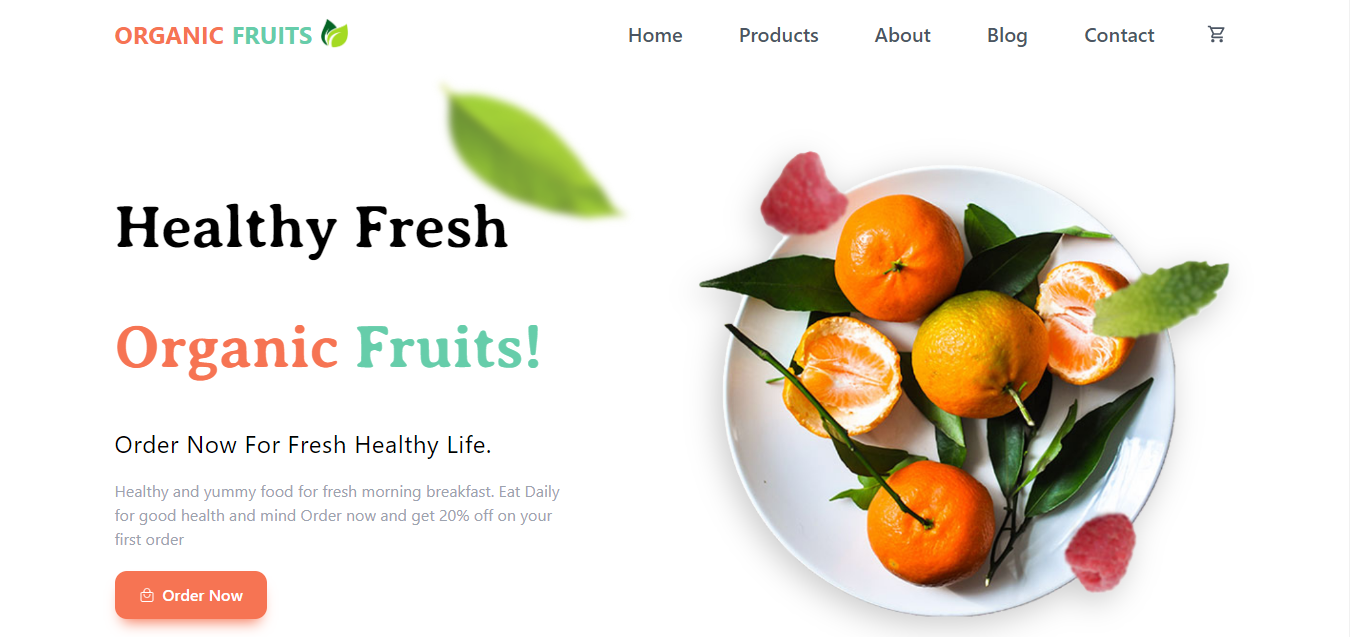 ORGANIC FRUITS
Home Products About Blog Contact
Healthy Fresh
Organic Fruits!
Order Now For Fresh Healthy Life.
Healthy and yummy food for fresh morning breakfast. Eat Daily
for good health and mind Order now and get 20% off on your
first order
Order Now